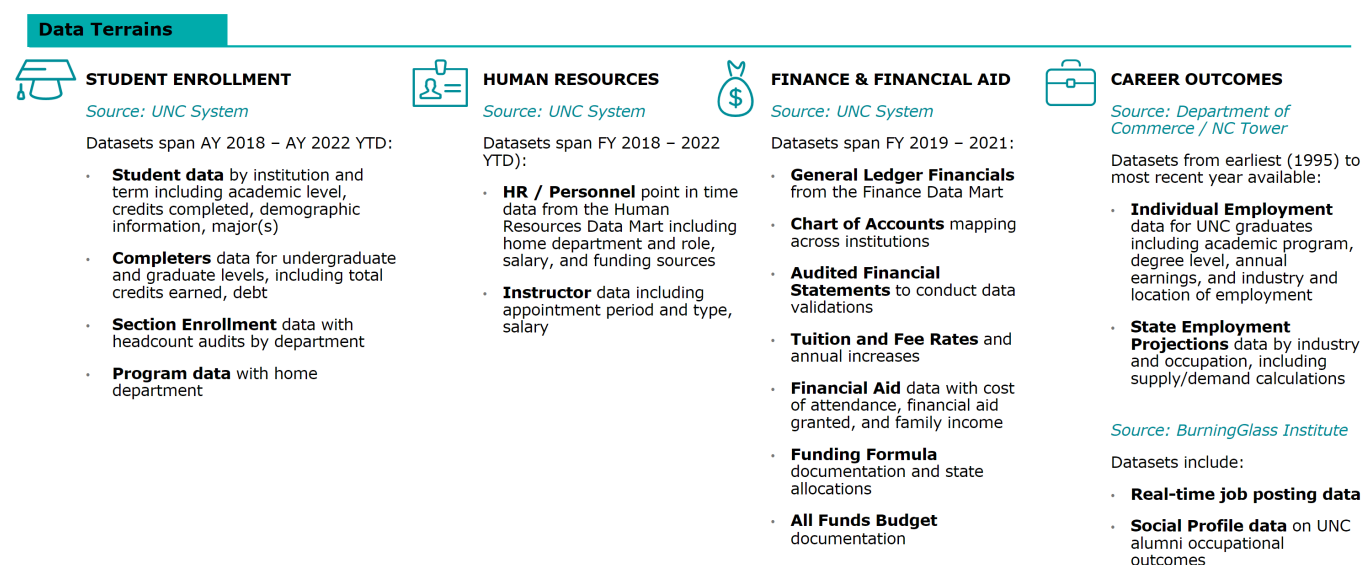 Data Terrains
STUDENT ENROLLMENT
Source: UNC System
Datasets span AY 2018 – AY 2022 YTD:
• Student data by institution and
term including academic level,
credits completed, demographic
information, major(s)
• Completers data for undergraduate
and graduate levels, including total
credits earned, debt
• Section Enrollment data with
headcount audits by department
• Program data with home
department
HUMAN RESOURCES
Source: UNC System
Datasets span FY 2018 – 2022
YTD):
• HR / Personnel point in time
data from the Human
Resources Data Mart including
home department and role,
salary, and funding sources
• Instructor data including
appointment period and type,
salary
$
FINANCE & FINANCIAL AID
Source: UNC System
Datasets span FY 2019 – 2021:
• General Ledger Financials
from the Finance Data Mart
• Chart of Accounts mapping
across institutions
• Audited Financial
Statements to conduct data
validations
• Tuition and Fee Rates and
annual increases
• Financial Aid data with cost
of attendance, financial aid
granted, and family income
• Funding Formula
documentation and state
allocations
• All Funds Budget
documentation
CAREER OUTCOMES
Source: Department of
Commerce / NC Tower
Datasets from earliest (1995) to
most recent year available:
• Individual Employment
data for UNC graduates
including academic program,
degree level, annual
earnings, and industry and
location of employment
• State Employment
Projections data by industry
and occupation, including
supply/demand calculations
Source: BurningGlass Institute
Datasets include:
• Real-time job posting data
• Social Profile data on UNC
alumni occupational
outcomes